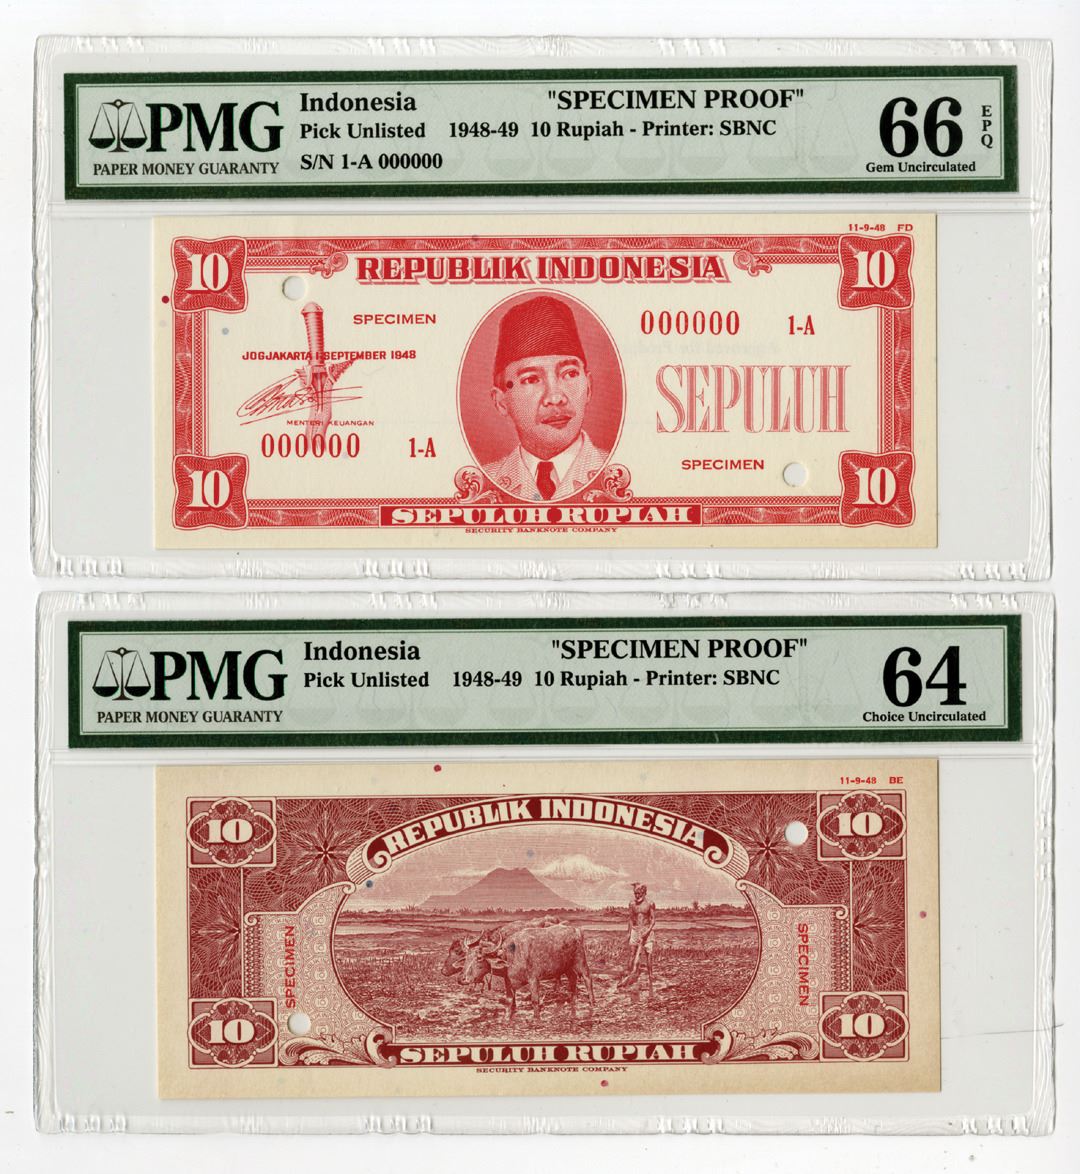 PMG
PAPER MONEY GUARANTY
Indonesia "SPECIMEN PROOF"
Pick Unlisted 1948-49 10 Rupiah - Printer: SBNC
S/N 1-A 000000
66 EPQ
Gem Uncirculated
11-9-48 FD
10 REPUBLIK INDONESIA 10
SPECIMEN
000000 1-A
JOGJAKARTA 1 SEPTEMBER 1948
SEPULUH
MENTERI KEUANGAN
000000 1-A
SPECIMEN
10 SEPULUH RUPIAH 10
SECURITY BANKNOTE COMPANY
PMG
PAPER MONEY GUARANTY
Indonesia "SPECIMEN PROOF"
Pick Unlisted 1948-49 10 Rupiah - Printer: SBNC
64
Choice Uncirculated
11-9-48 BE
10 REPUBLIK INDONESIA 10
SPECIMEN
SPECIMEN
10 SEPULUH RUPIAH 10
SECURITY BANKNOTE COMPANY